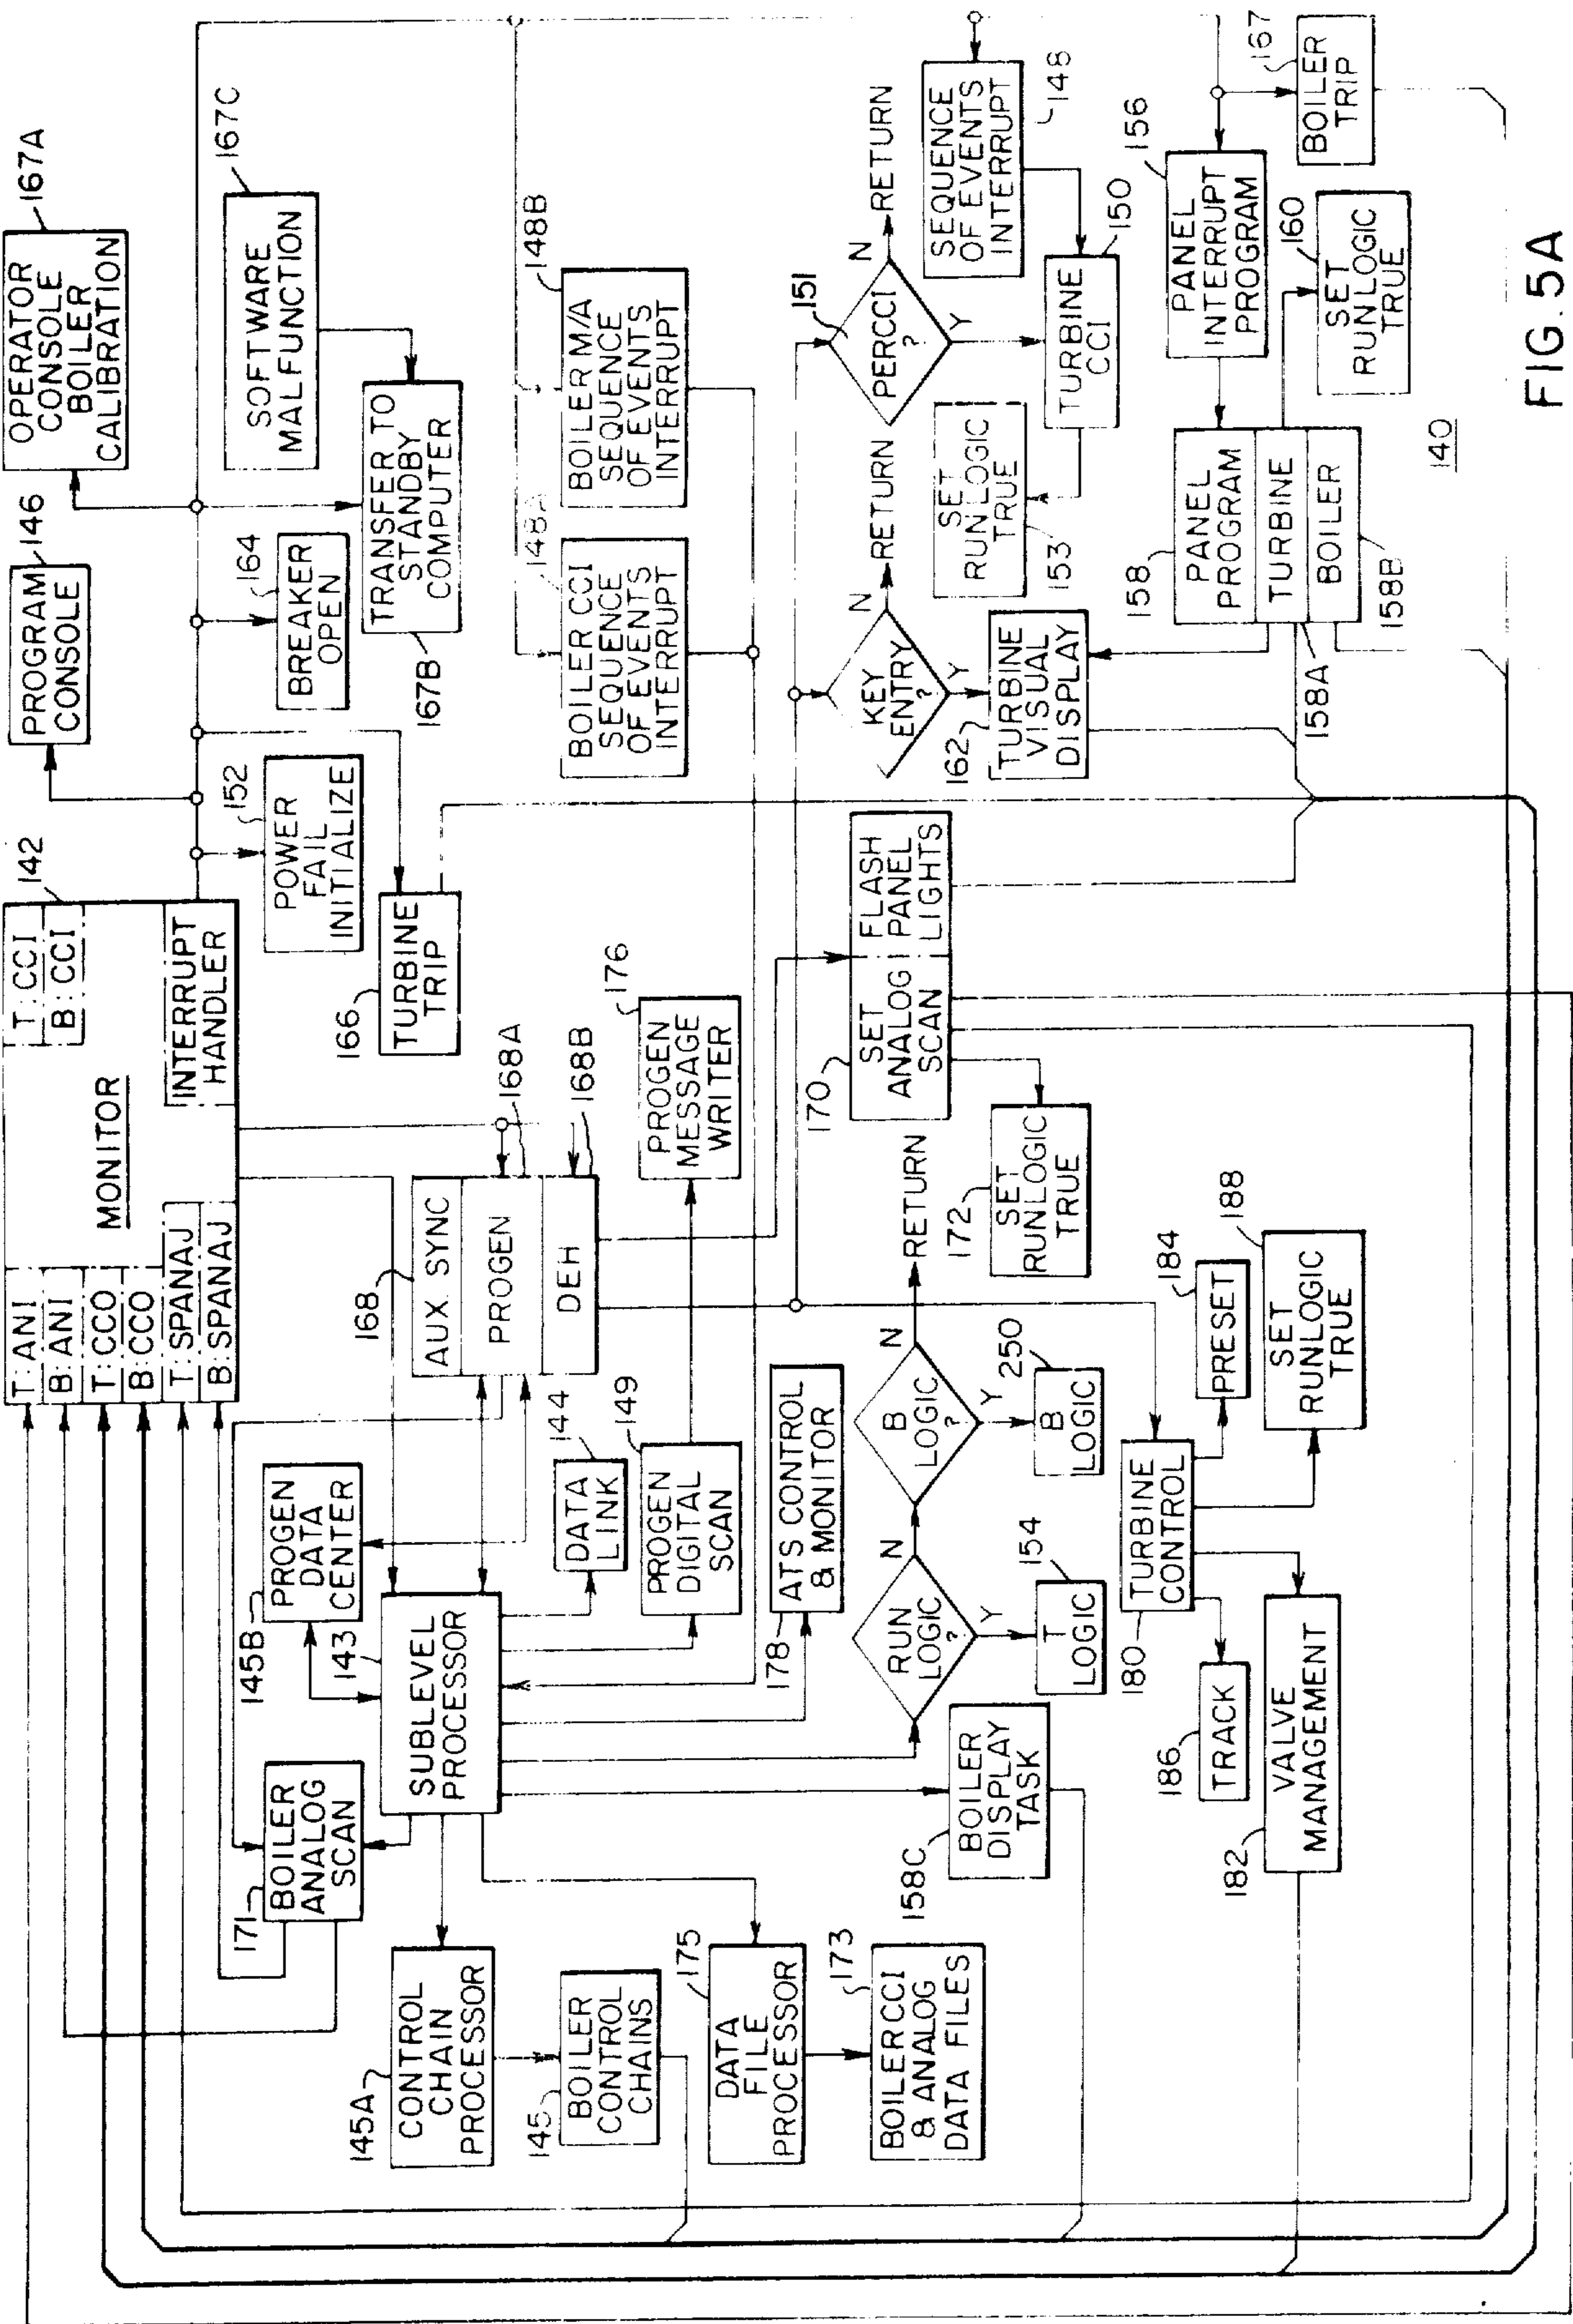 T: ANI
B: ANI
T: CCO
B: CCO
T: SPANAJ
B: SPANAJ
MONITOR
T: CCI
B: CCI
INTERRUPT
HANDLER
142
PROGRAM
CONSOLE
146
OPERATOR
CONSOLE
BOILER
CALIBRATION
167A
171
BOILER
ANALOG
SCAN
145B
PROGEN
DATA
CENTER
POWER
FAIL
INITIALIZE
152
BREAKER
OPEN
164
SOFTWARE
MALFUNCTION
167C
145A
CONTROL
CHAIN
PROCESSOR
143
SUBLEVEL
PROCESSOR
168
AUX. SYNC
PROGEN
DEH
168A
168B
166
TURBINE
TRIP
167B
TRANSFER TO
STANDBY
COMPUTER
145
BOILER
CONTROL
CHAINS
DATA
LINK
144
PROGEN
DIGITAL
SCAN
149
PROGEN
MESSAGE
WRITER
176
BOILER CCI
SEQUENCE
OF EVENTS
INTERRUPT
148A
BOILER M/A
SEQUENCE
OF EVENTS
INTERRUPT
148B
DATA
FILE
PROCESSOR
175
178
ATS CONTROL
& MONITOR
BOILER CCI
& ANALOG
DATA FILES
173
RUN
LOGIC
?
N
Y
B
LOGIC
?
N
Y
RETURN
170
SET
ANALOG
SCAN
FLASH
PANEL
LIGHTS
KEY
ENTRY
?
N
Y
RETURN
151
PERCCI
?
N
Y
RETURN
SEQUENCE
OF EVENTS
INTERRUPT
148
158C
BOILER
DISPLAY
TASK
T
LOGIC
154
B
LOGIC
250
172
SET
RUNLOGIC
TRUE
162
TURBINE
VISUAL
DISPLAY
SET
RUNLOGIC
TRUE
153
TURBINE
CCI
150
180
TURBINE
CONTROL
186
TRACK
PRESET
184
182
VALVE
MANAGEMENT
SET
RUNLOGIC
TRUE
188
158
PANEL
PROGRAM
TURBINE
BOILER
158A
158B
PANEL
INTERRUPT
PROGRAM
156
SET
RUNLOGIC
TRUE
160
BOILER
TRIP
167
140
FIG. 5A